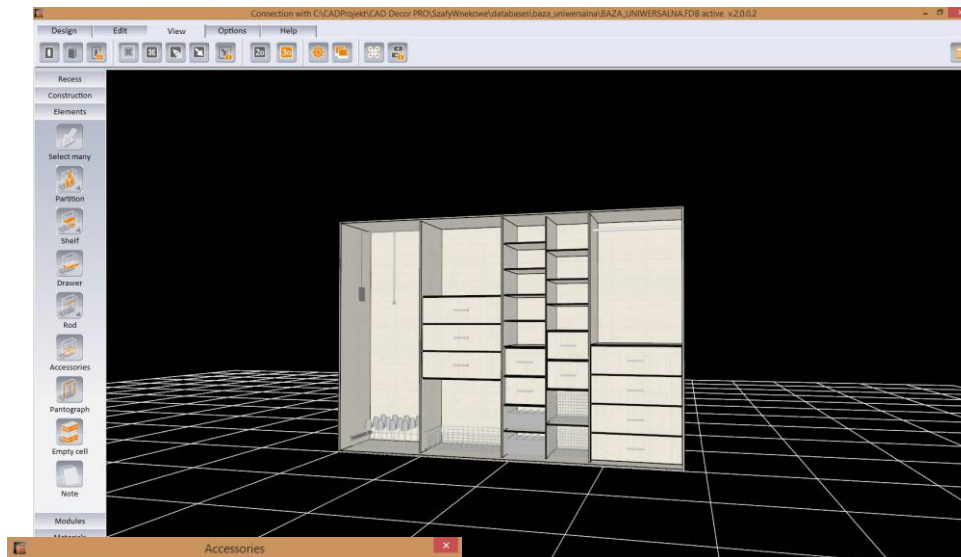 Connection with C:\CADProjekt\CAD Decor PRO\SzafyWnekowe\databases\baza_uniwersalna\BAZA_UNIWERSALNA.FDB active v.2.0.0.2
Design Edit View Options Help
2D 3D
Recess
Construction
Elements
Select many
Partition
Shelf
Drawer
Rod
Accessories
Pantograph
Empty cell
Note
Modules
Materials
Accessories